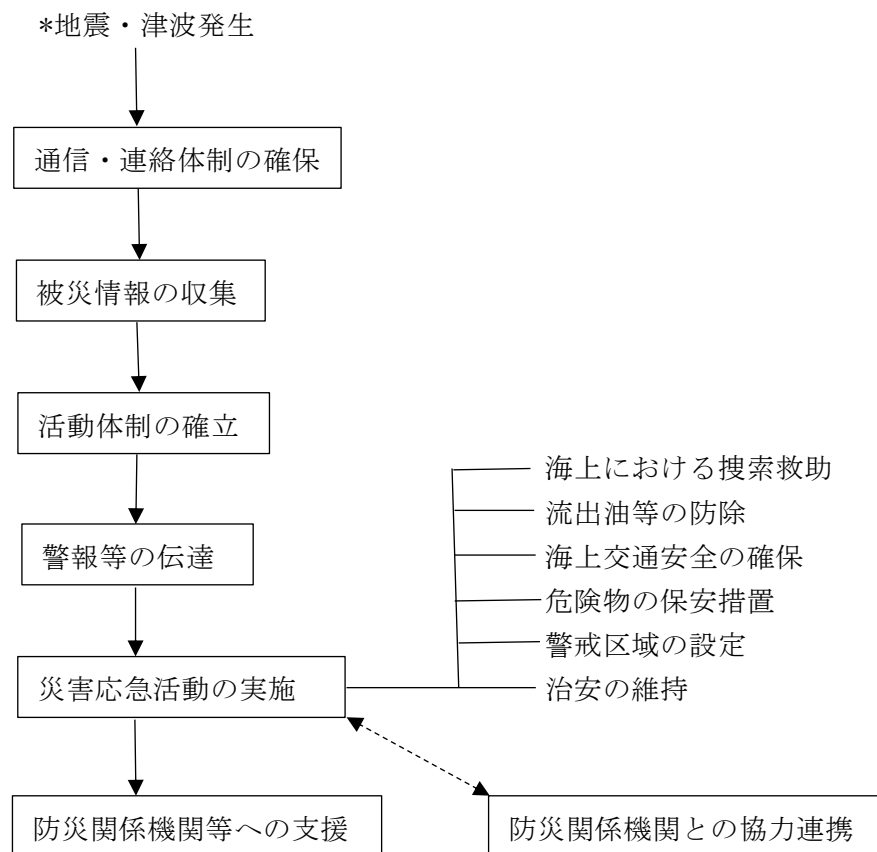 *地震・津波発生
通信・連絡体制の確保
被災情報の収集
活動体制の確立
警報等の伝達
災害応急活動の実施
海上における捜索救助
流出油等の防除
海上交通安全の確保
危険物の保安措置
警戒区域の設定
治安の維持
防災関係機関等への支援
防災関係機関との協力連携